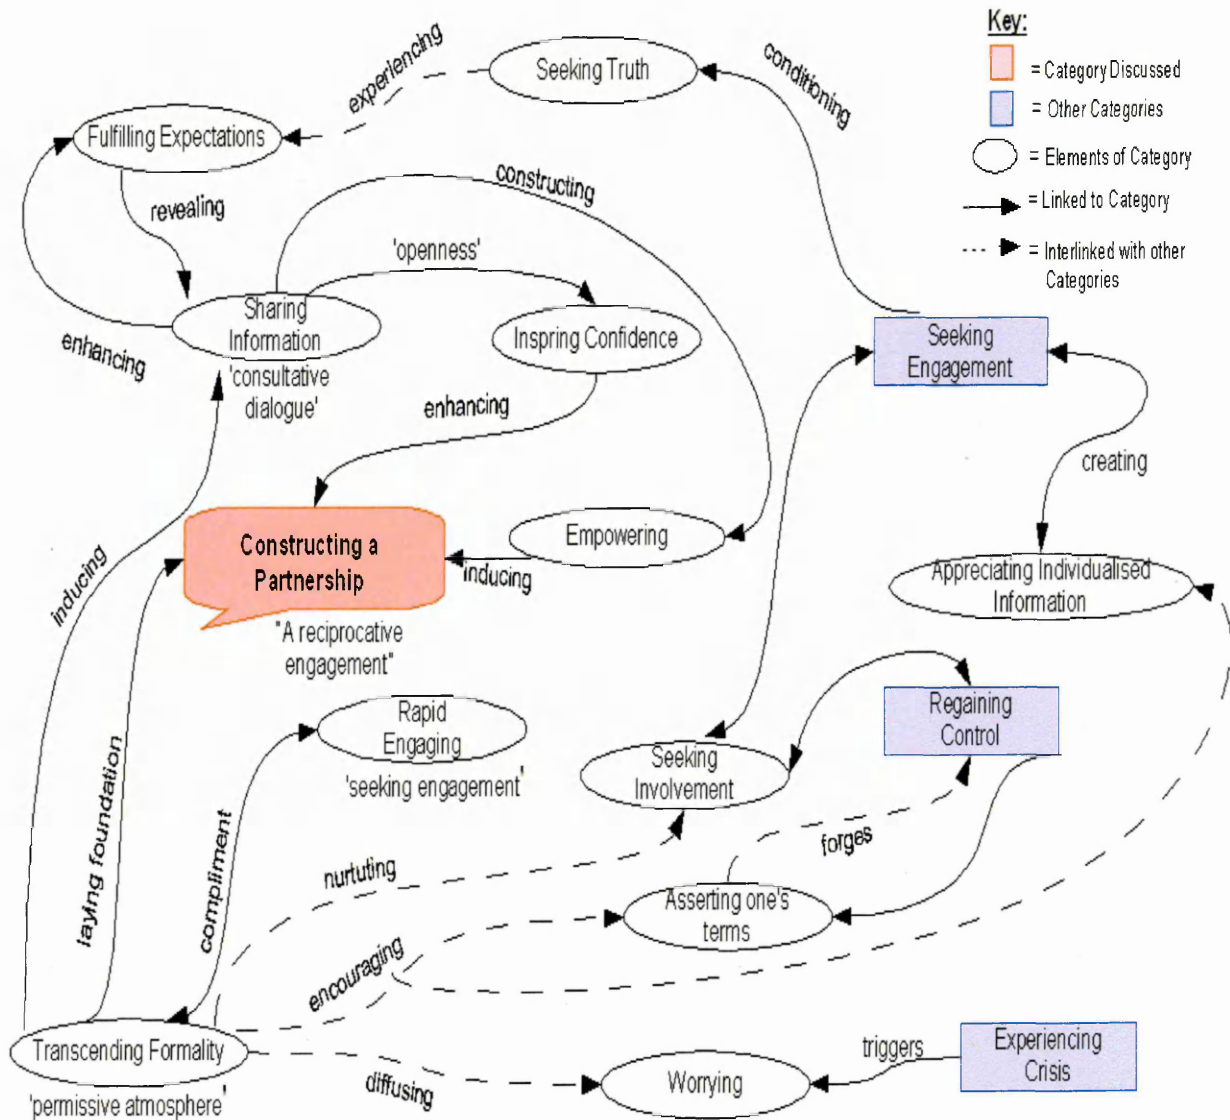 Key:
= Category Discussed
= Other Categories
= Elements of Category
= Linked to Category
= Interlinked with other
Categories
experiencing
Seeking Truth
conditioning
Fulfilling Expectations
revealing
constructing
'openness'
Sharing
Information
'consultative
dialogue'
enhancing
Inspring Confidence
Seeking
Engagement
enhancing
creating
Constructing a
Partnership
"A reciprocative
engagement"
inducing
Empowering
inducing
Appreciating Individualised
Information
Rapid
Engaging
'seeking engagement'
Regaining
Control
Seeking
Involvement
laying foundation
compliment
nurtuting
forges
Asserting one's
terms
encouraging
Transcending Formality
'permissive atmosphere'
diffusing
Worrying
triggers
Experiencing
Crisis